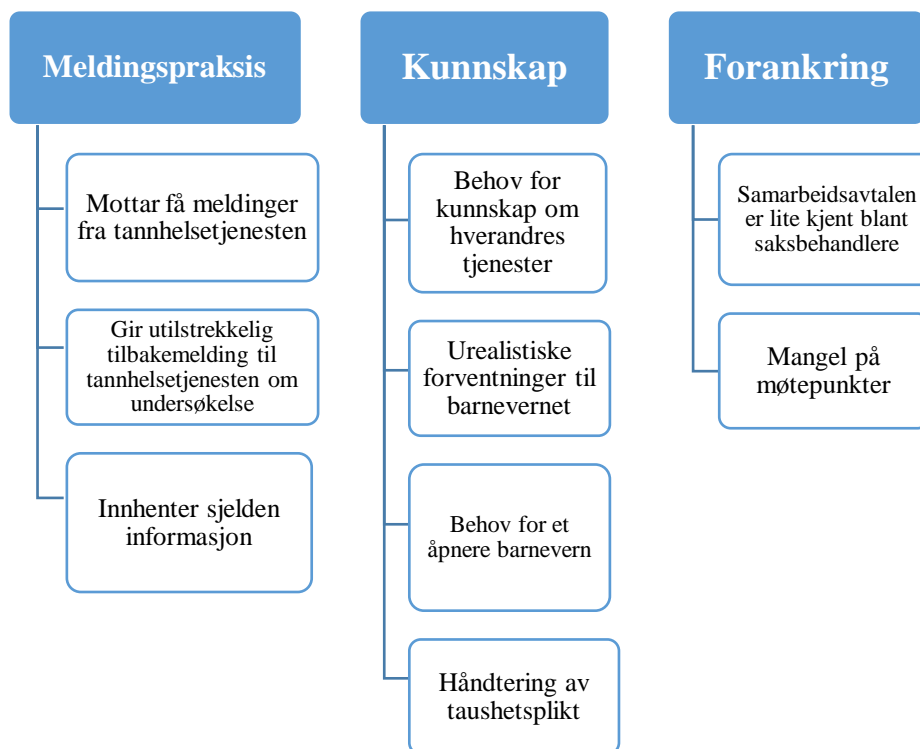 Meldingspraksis
Mottar få meldinger
fra tannhelsetjenesten
Gir utilstrekkelig
tilbakemelding til
tannhelsetjenesten om
undersøkelse
Innhenter sjelden
informasjon
Kunnskap
Behov for
kunnskap om
hverandres
tjenester
Urealistiske
forventninger til
barnevernet
Behov for et
åpnere barnevern
Håndtering av
taushetsplikt
Forankring
Samarbeidsavtalen
er lite kjent blant
saksbehandlere
Mangel på
møtepunkter